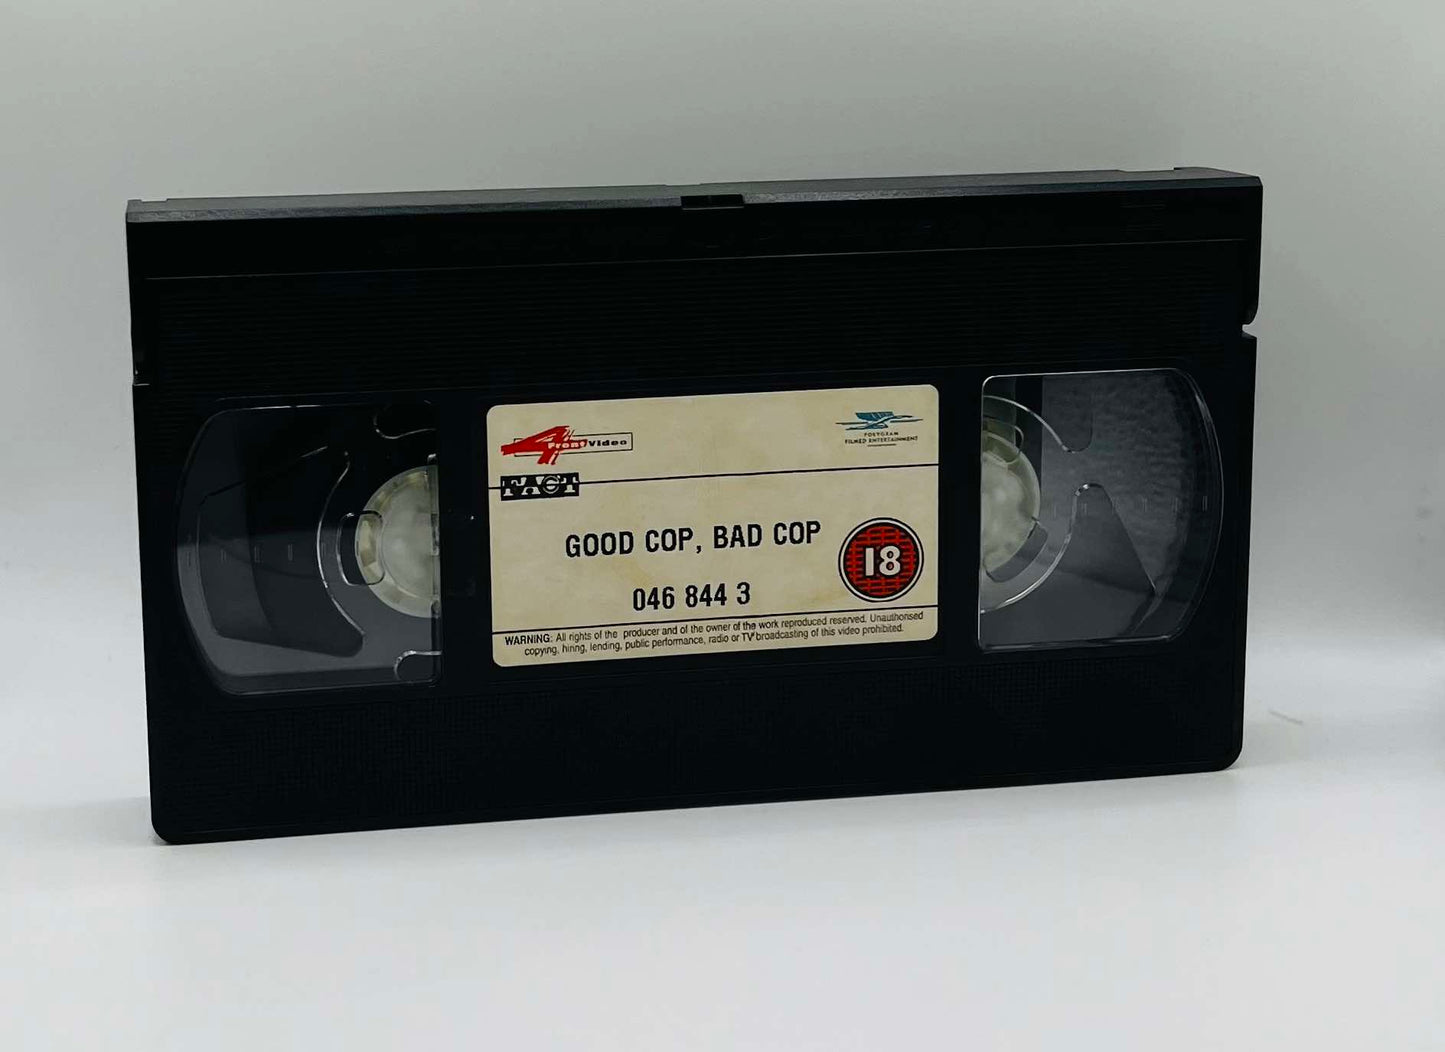 4 Front Video
POLYGRAM
FILMED ENTERTAINMENT
FACT
GOOD COP, BAD COP
18
046 844 3
WARNING: All rights of the producer and of the owner of the work reproduced reserved. Unauthorised
copying, hiring, lending, public performance, radio or TV broadcasting of this video prohibited.